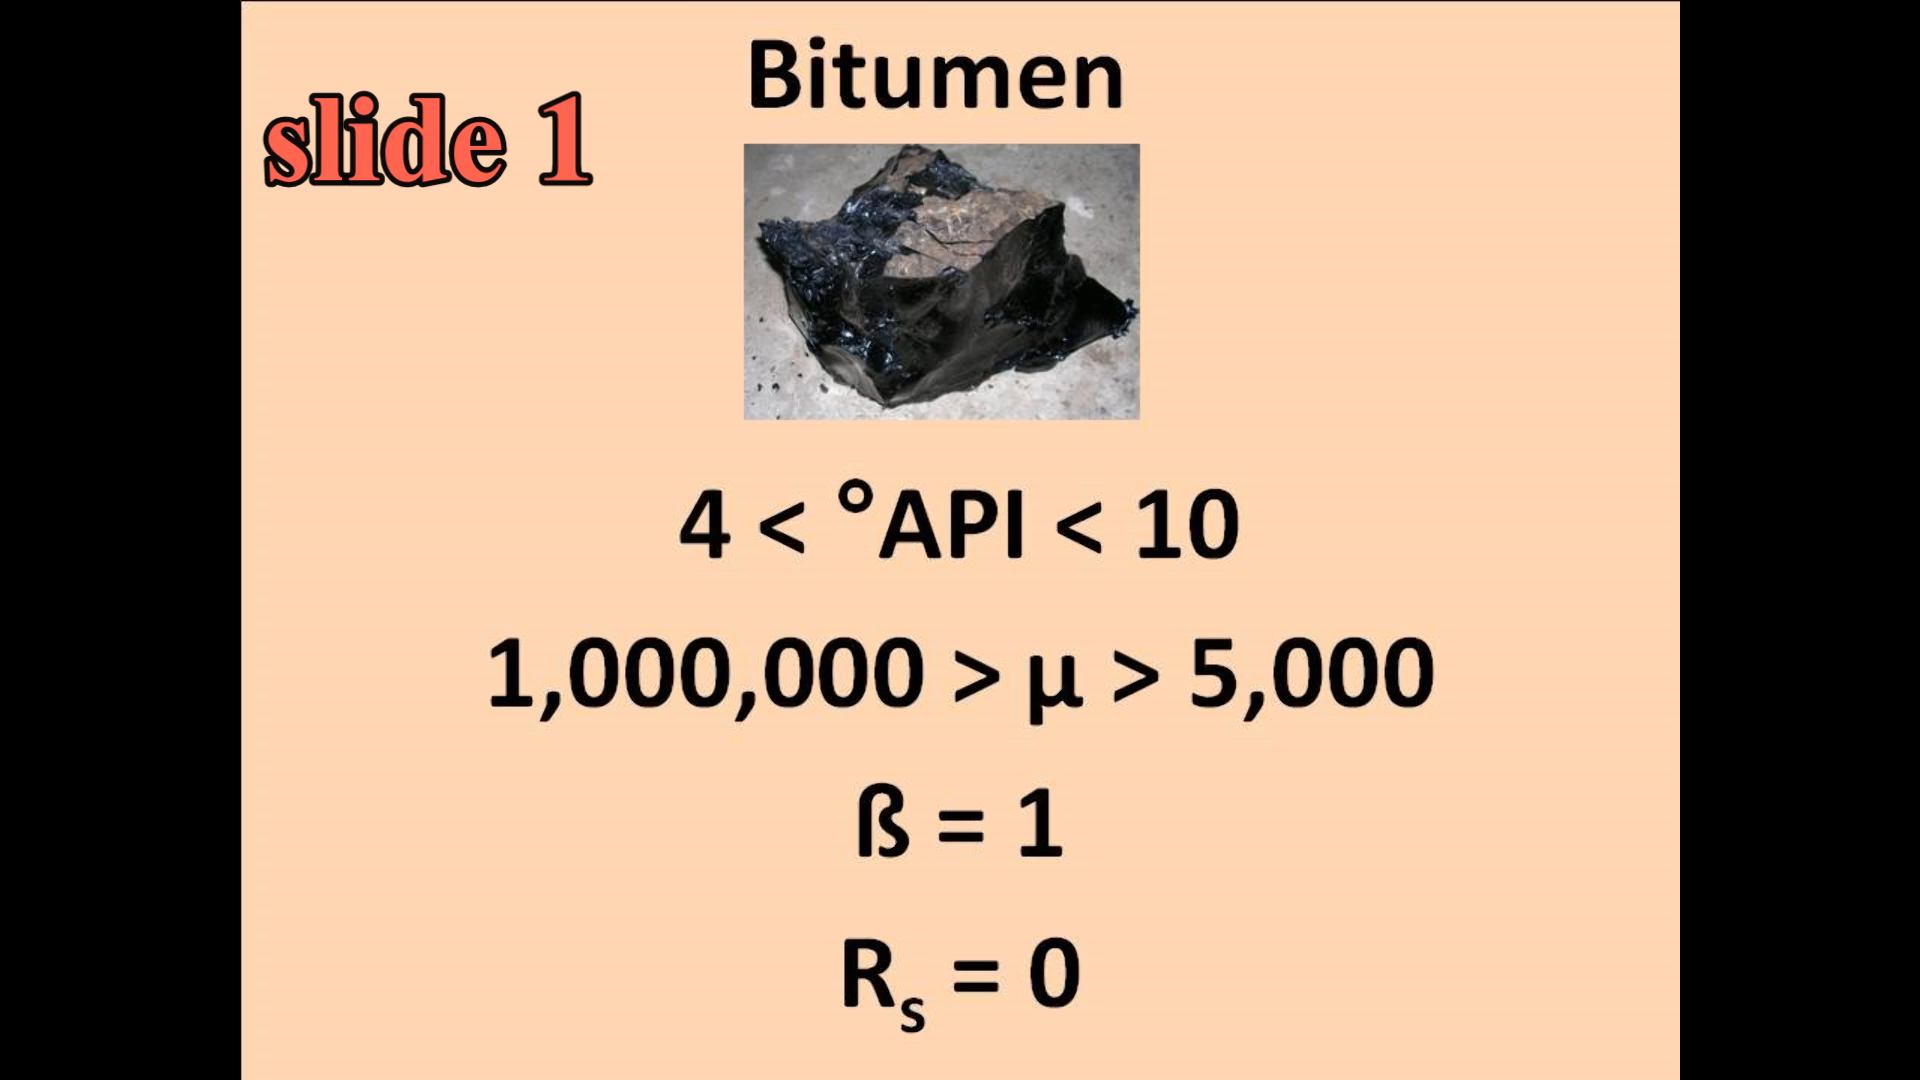 Bitumen
slide 1
4 < °API < 10
1,000,000 > µ > 5,000
ß = 1
Rs = 0